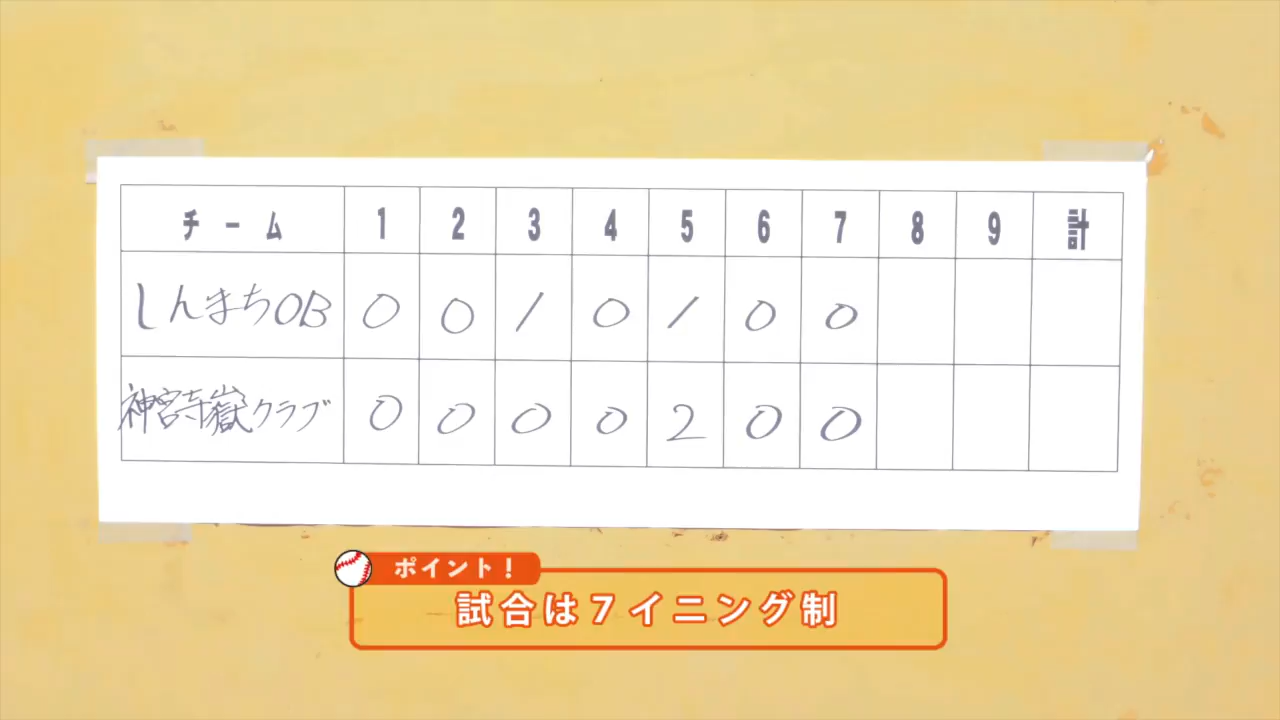 チーム 1 2 3 4 5 6 7 8 9 計
しんまちOB 0 0 1 0 1 0 0
神宮寺嶽クラブ 0 0 0 0 2 0 0
ポイント!
試合は7イニング制